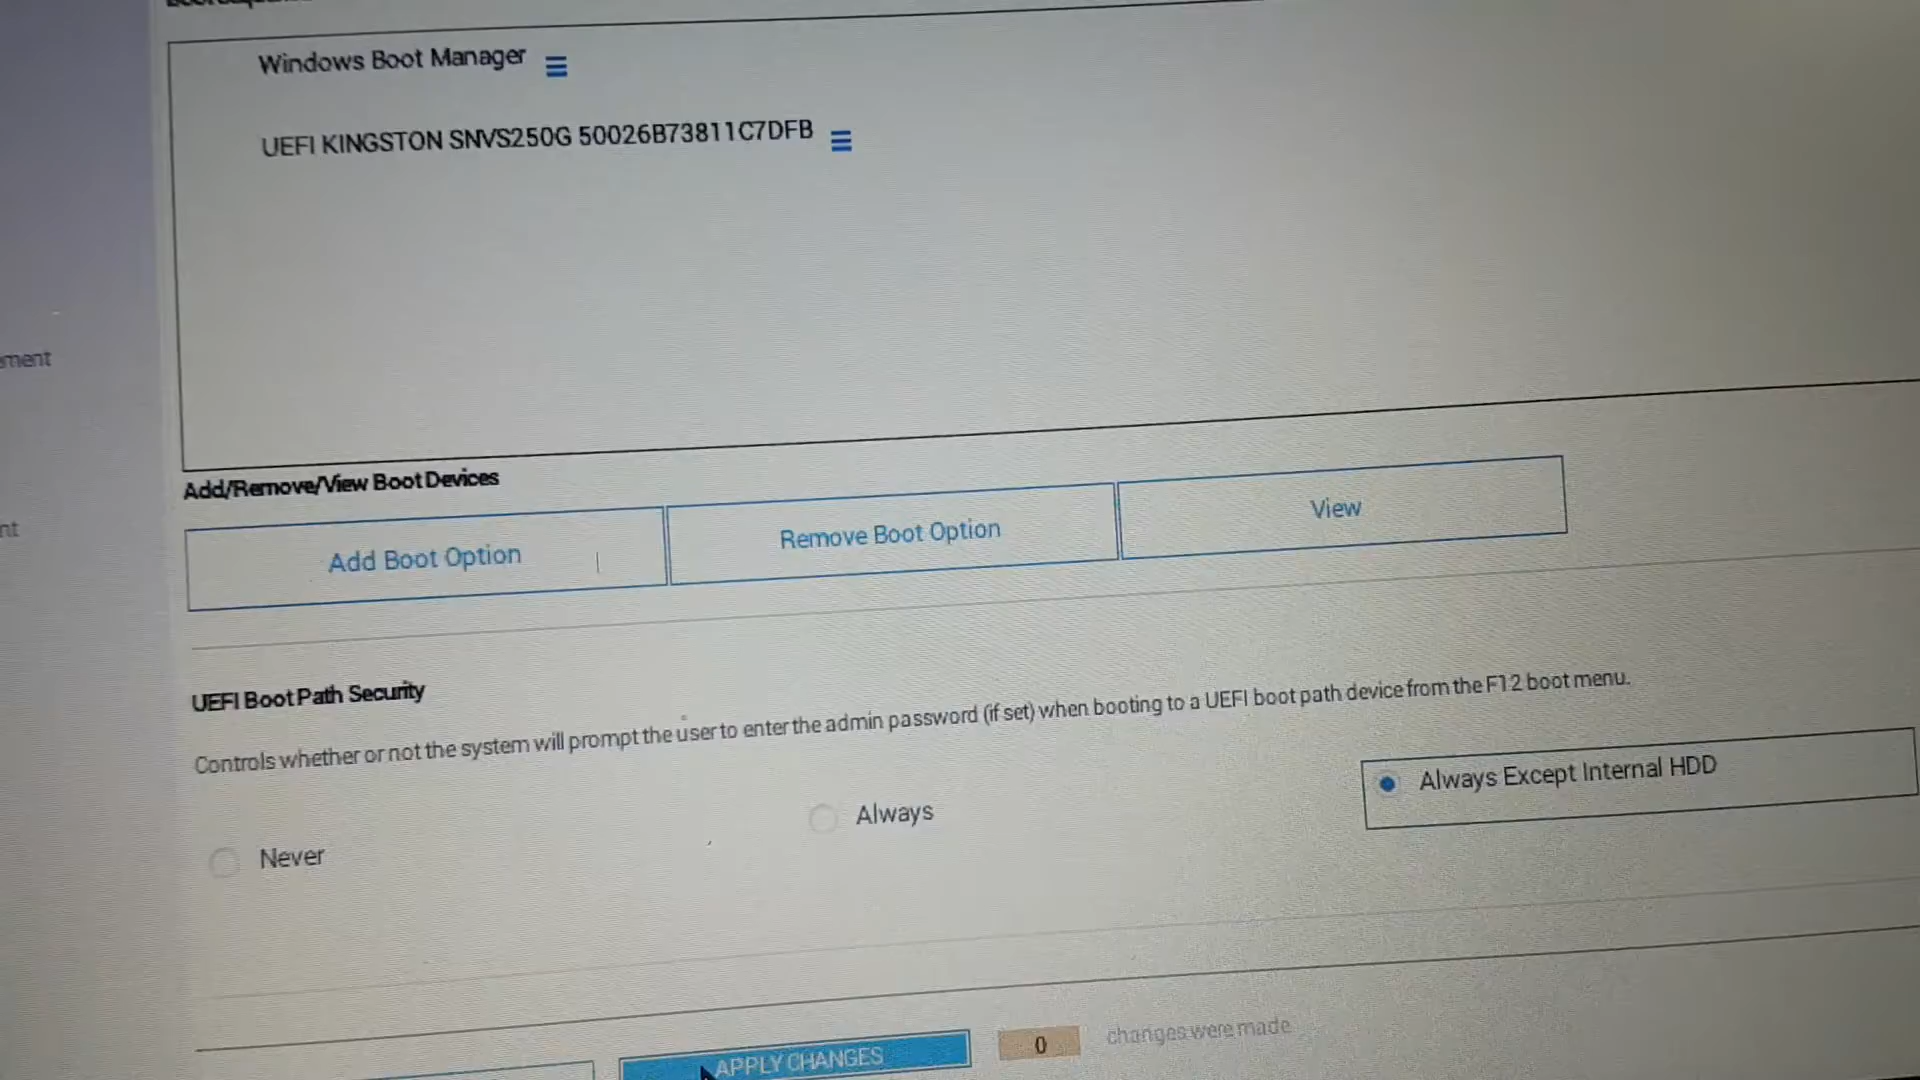 Windows Boot Manager
UEFI KINGSTON SNVS250G 50026B73811C7DFB
Add/Remove/View Boot Devices
Add Boot Option
Remove Boot Option
View
UEFI Boot Path Security
Controls whether or not the system will prompt the user to enter the admin password (if set) when booting to a UEFI boot path device from the F12 boot menu.
Never
Always
Always Except Internal HDD
APPLY CHANGES
0
changes were made